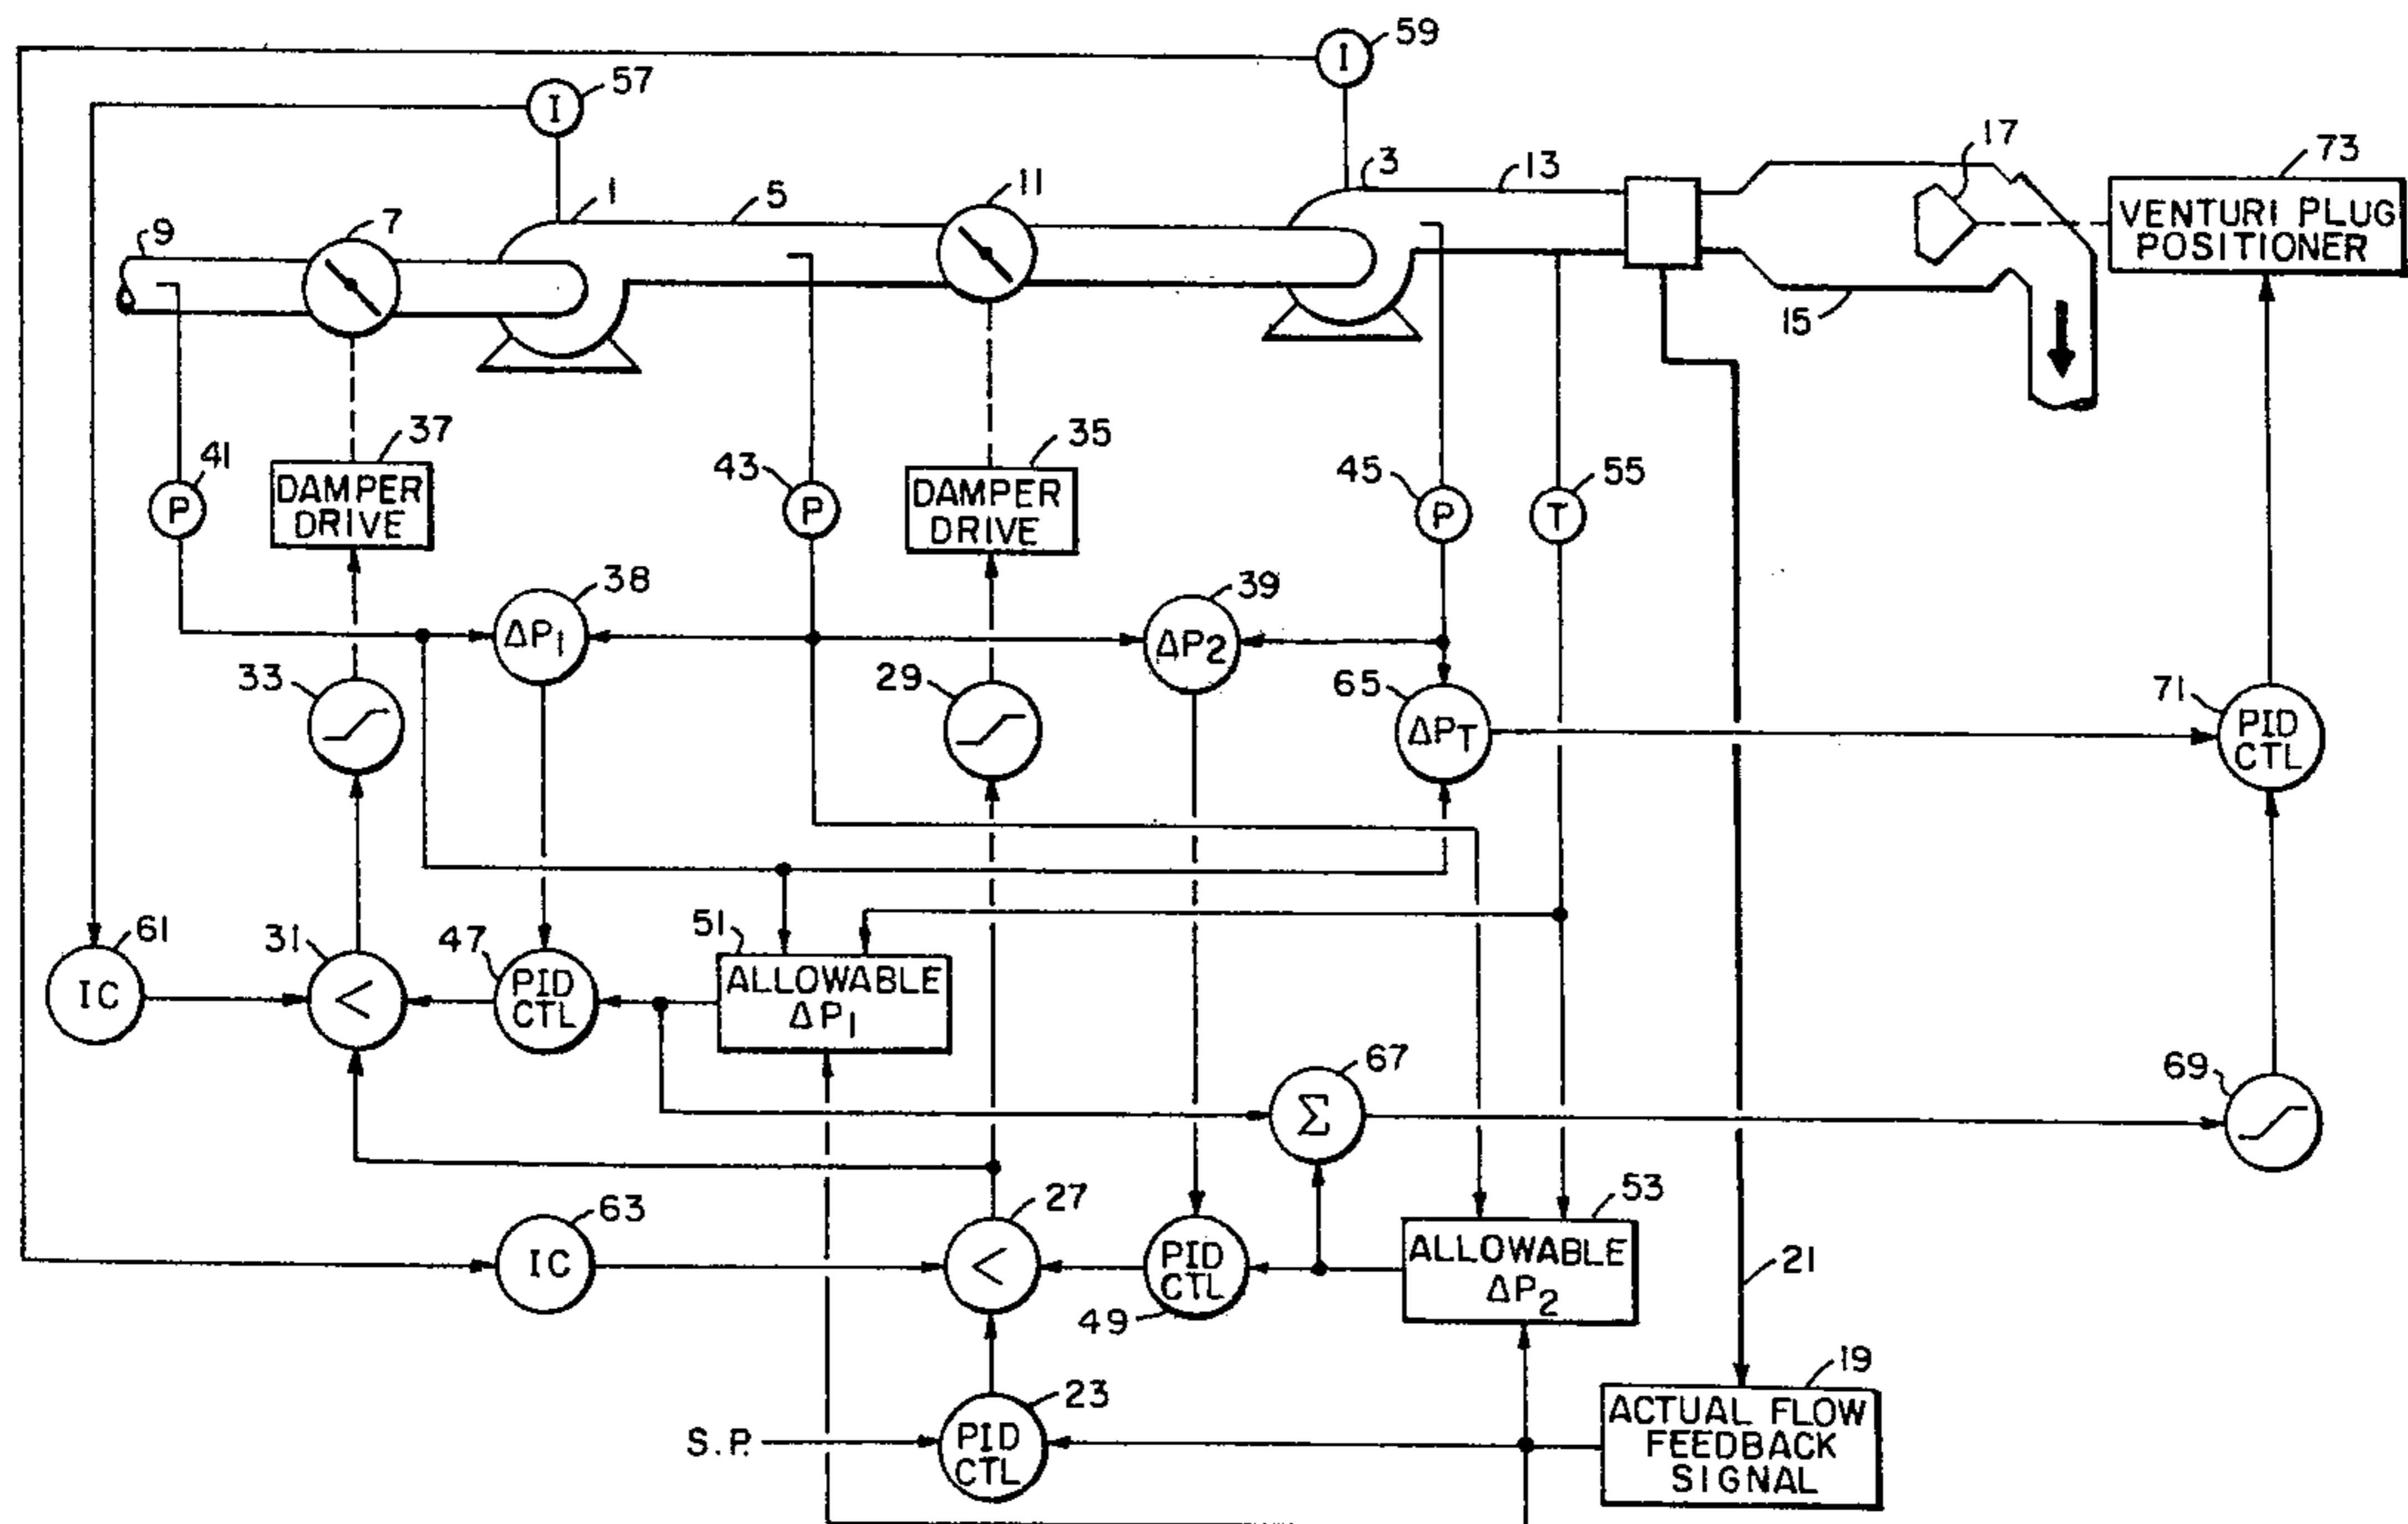 59
I
57
I
17
73
3
13
11
1
5
7
9
VENTURI PLUG
POSITIONER
15
37
35
41
43
45
55
P
DAMPER
DRIVE
P
DAMPER
DRIVE
P
T
38
39
ΔP1
ΔP2
33
29
65
71
ΔPT
PID
CTL
61
31
47
51
IC
<
PID
CTL
ALLOWABLE
ΔP1
67
69
Σ
63
27
53
IC
<
PID
CTL
49
ALLOWABLE
ΔP2
21
19
23
S.P.
PID
CTL
ACTUAL FLOW
FEEDBACK
SIGNAL